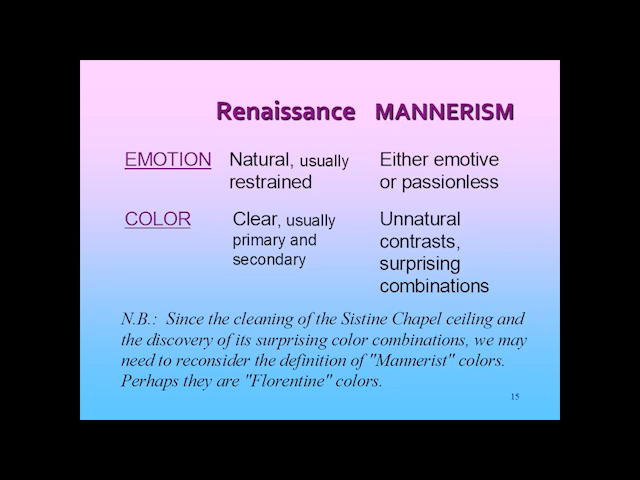 Renaissance MANNERISM
EMOTION Natural, usually Either emotive
restrained or passionless
COLOR Clear, usually Unnatural
primary and contrasts,
secondary surprising
combinations
N.B.: Since the cleaning of the Sistine Chapel ceiling and
the discovery of its surprising color combinations, we may
need to reconsider the definition of "Mannerist" colors.
Perhaps they are "Florentine" colors.
15